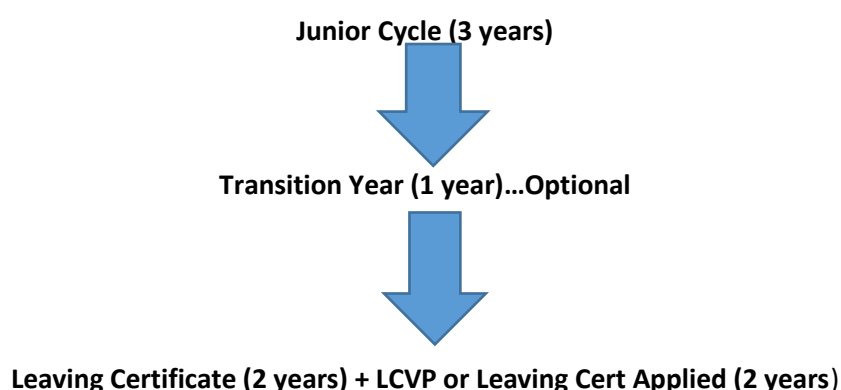 Junior Cycle (3 years)
Transition Year (1 year)…Optional
Leaving Certificate (2 years) + LCVP or Leaving Cert Applied (2 years)